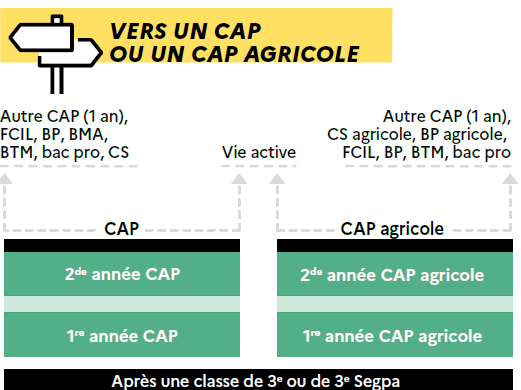 VERS UN CAP
OU UN CAP AGRICOLE
Autre CAP (1 an),
FCIL, BP, BMA,
BTM, bac pro, CS
Vie active
Autre CAP (1 an),
CS agricole, BP agricole,
FCIL, BP, BTM, bac pro
CAP
CAP agricole
2de année CAP
2de année CAP agricole
1re année CAP
1re année CAP agricole
Après une classe de 3e ou de 3e Segpa